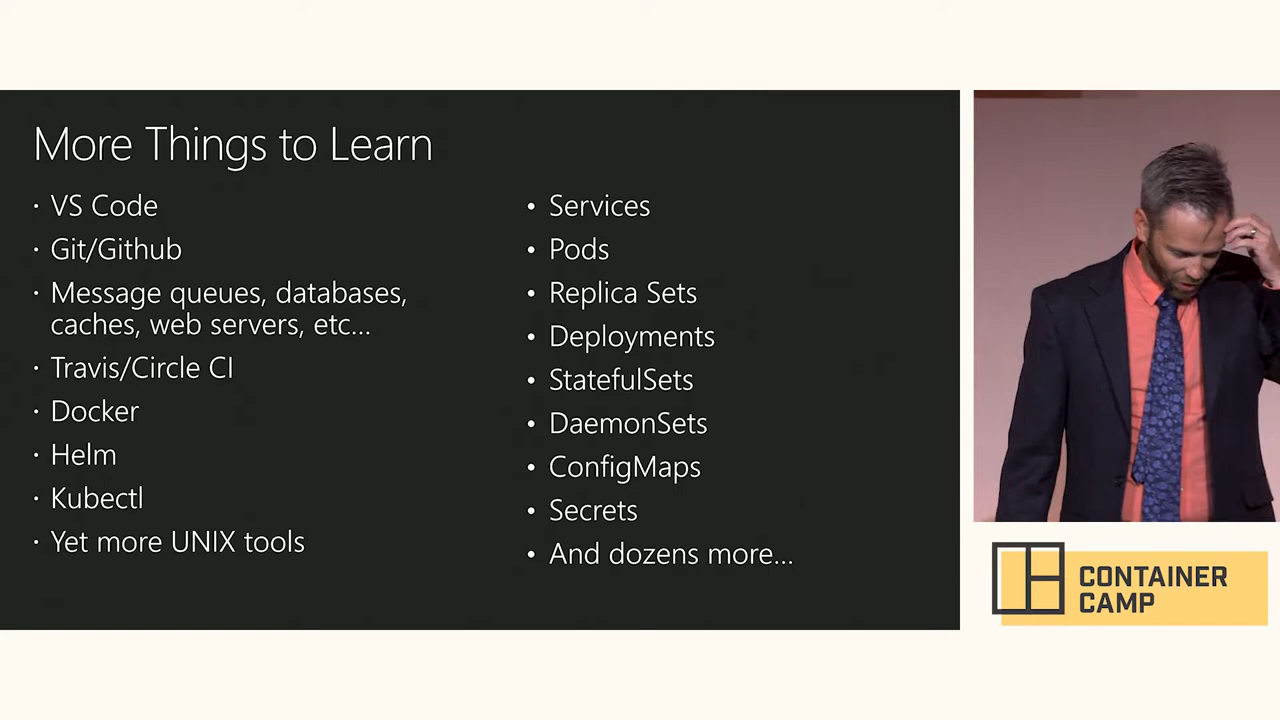 More Things to Learn
· VS Code
· Git/Github
· Message queues, databases,
caches, web servers, etc...
· Travis/Circle CI
· Docker
· Helm
· Kubectl
· Yet more UNIX tools
• Services
• Pods
• Replica Sets
• Deployments
• StatefulSets
• DaemonSets
• ConfigMaps
• Secrets
• And dozens more...
CONTAINER
CAMP